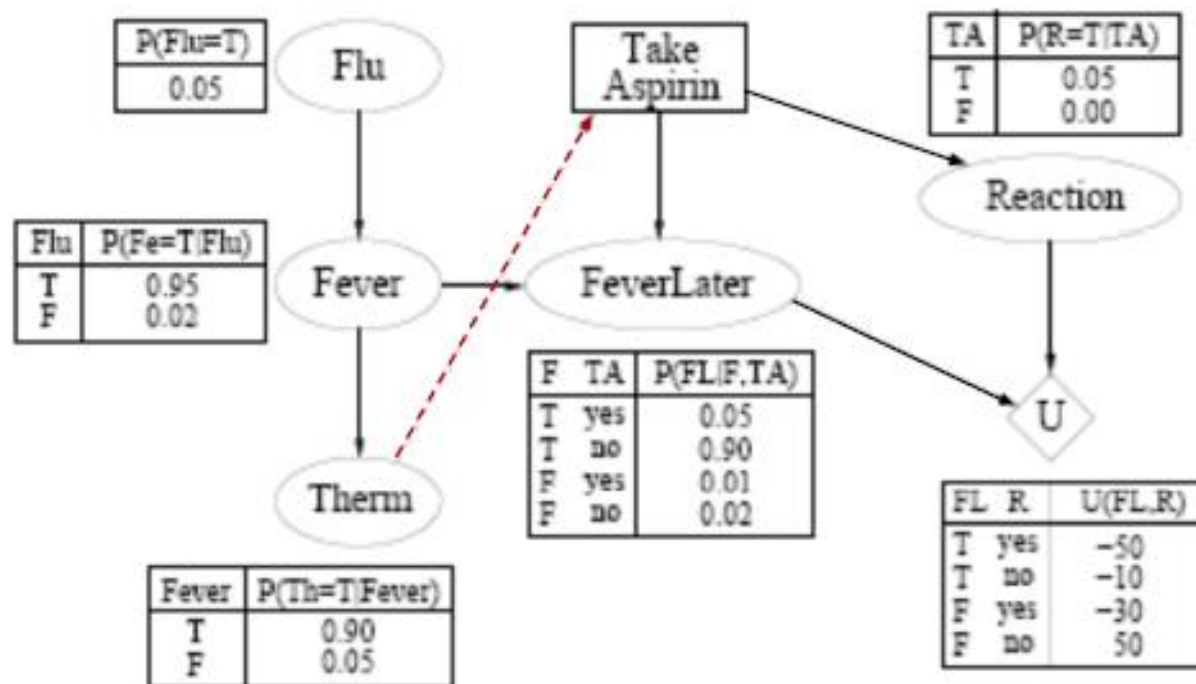 P(Flu=T)
0.05
Flu
Take
Aspirin
TA P(R=T|TA)
T 0.05
F 0.00
Reaction
Flu P(Fe=T|Flu)
T 0.95
F 0.02
Fever
FeverLater
F TA P(FL|F,TA)
T yes 0.05
T no 0.90
F yes 0.01
F no 0.02
U
Therm
FL R U(FL,R)
T yes −50
T no −10
F yes −30
F no 50
Fever P(Th=T|Fever)
T 0.90
F 0.05